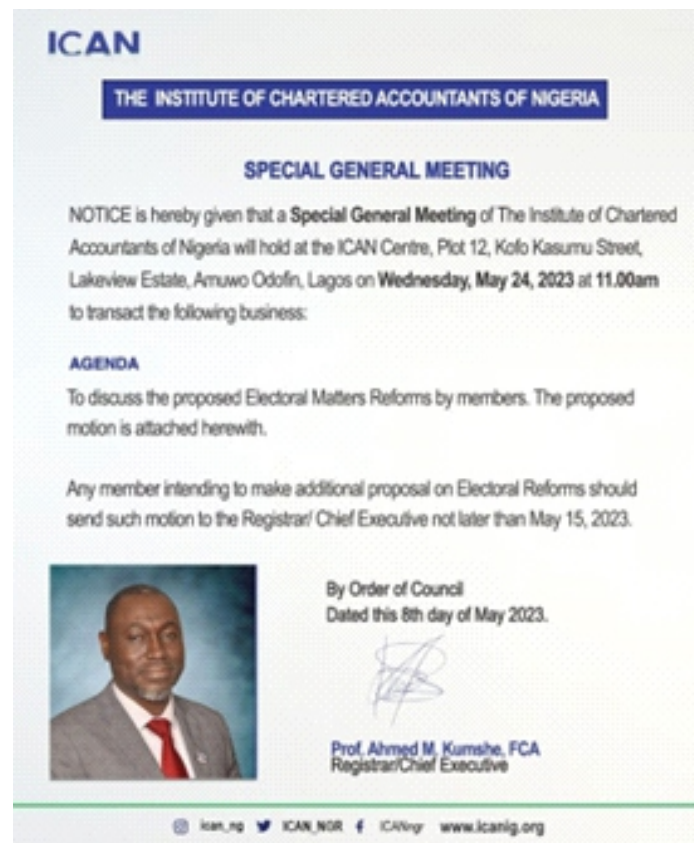 ICAN
THE INSTITUTE OF CHARTERED ACCOUNTANTS OF NIGERIA
SPECIAL GENERAL MEETING
NOTICE is hereby given that a Special General Meeting of The Institute of Chartered
Accountants of Nigeria will hold at the ICAN Centre, Plot 12, Kofo Kasumu Street,
Lakeview Estate, Amuwo Odofin, Lagos on Wednesday, May 24, 2023 at 11.00am
to transact the following business:
AGENDA
To discuss the proposed Electoral Matters Reforms by members. The proposed
motion is attached herewith.
Any member intending to make additional proposal on Electoral Reforms should
send such motion to the Registrar/ Chief Executive not later than May 15, 2023.
By Order of Council
Dated this 8th day of May 2023.
Prof. Ahmed M. Kumshe, FCA
Registrar/Chief Executive
ican_ng ICAN_NGR ICANngr www.icanig.org